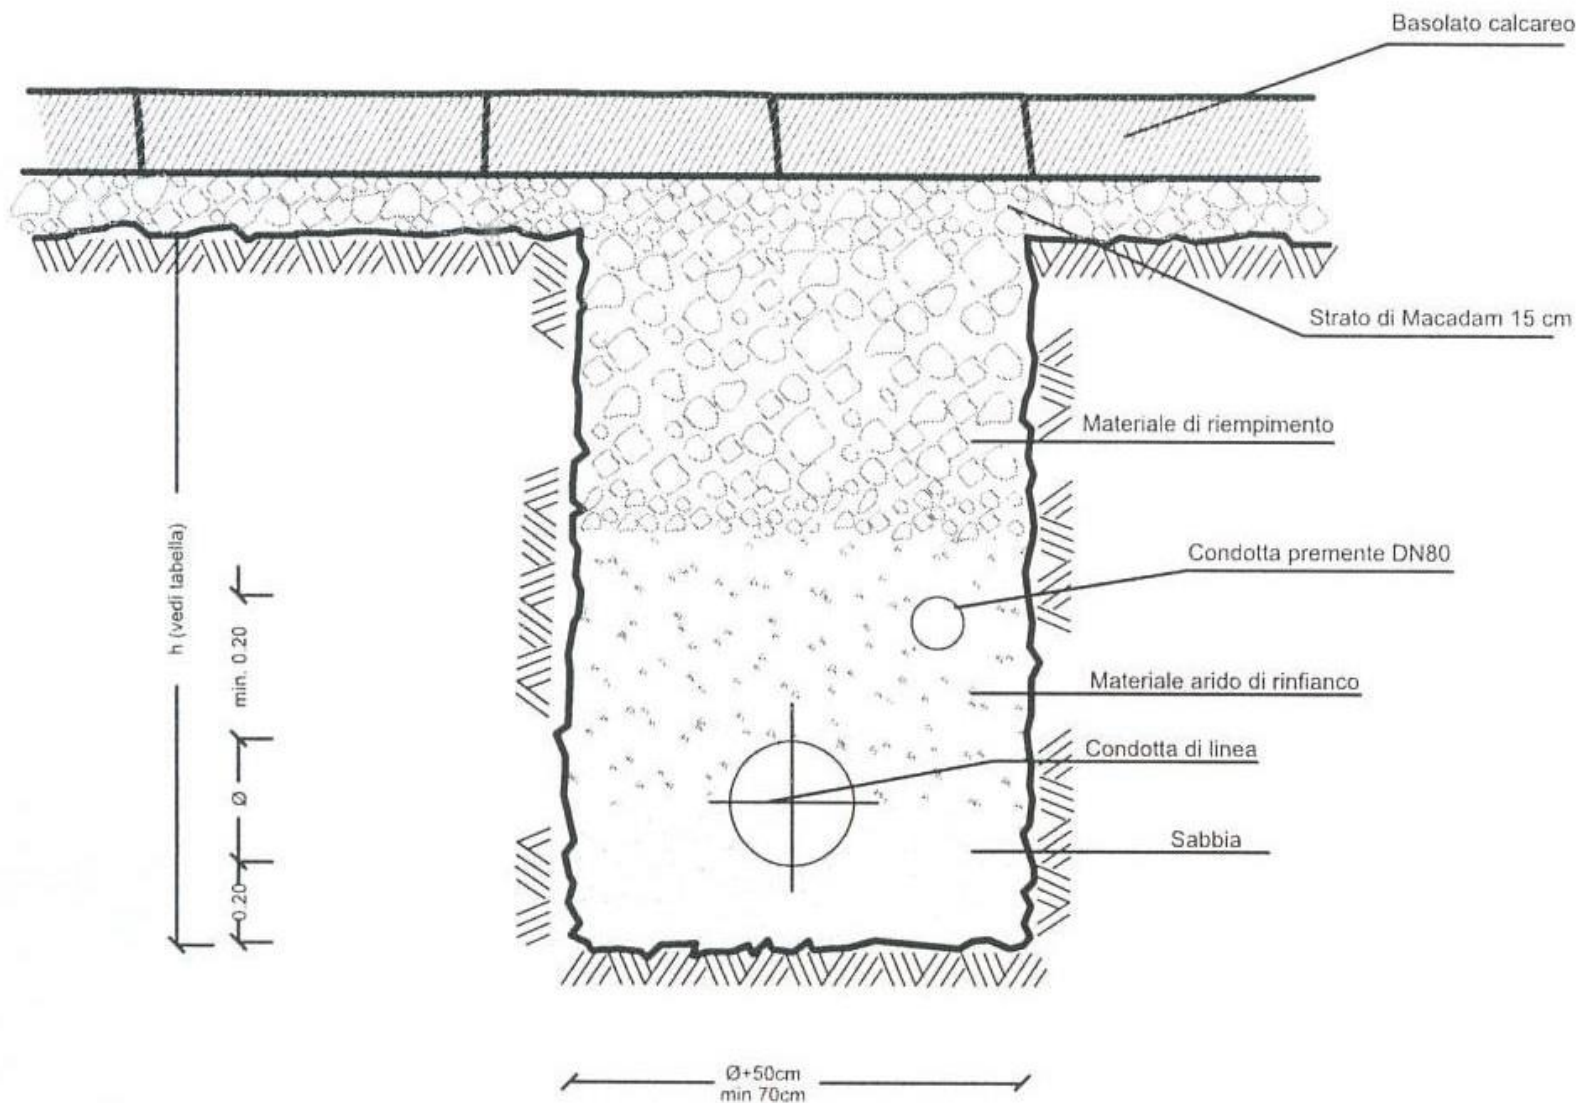 Basolato calcareo
Strato di Macadam 15 cm
Materiale di riempimento
Condotta premente DN80
h (vedi tabella)
min. 0.20
Materiale arido di rinfianco
Condotta di linea
Ø
Sabbia
0.20
Ø+50cm
min 70cm